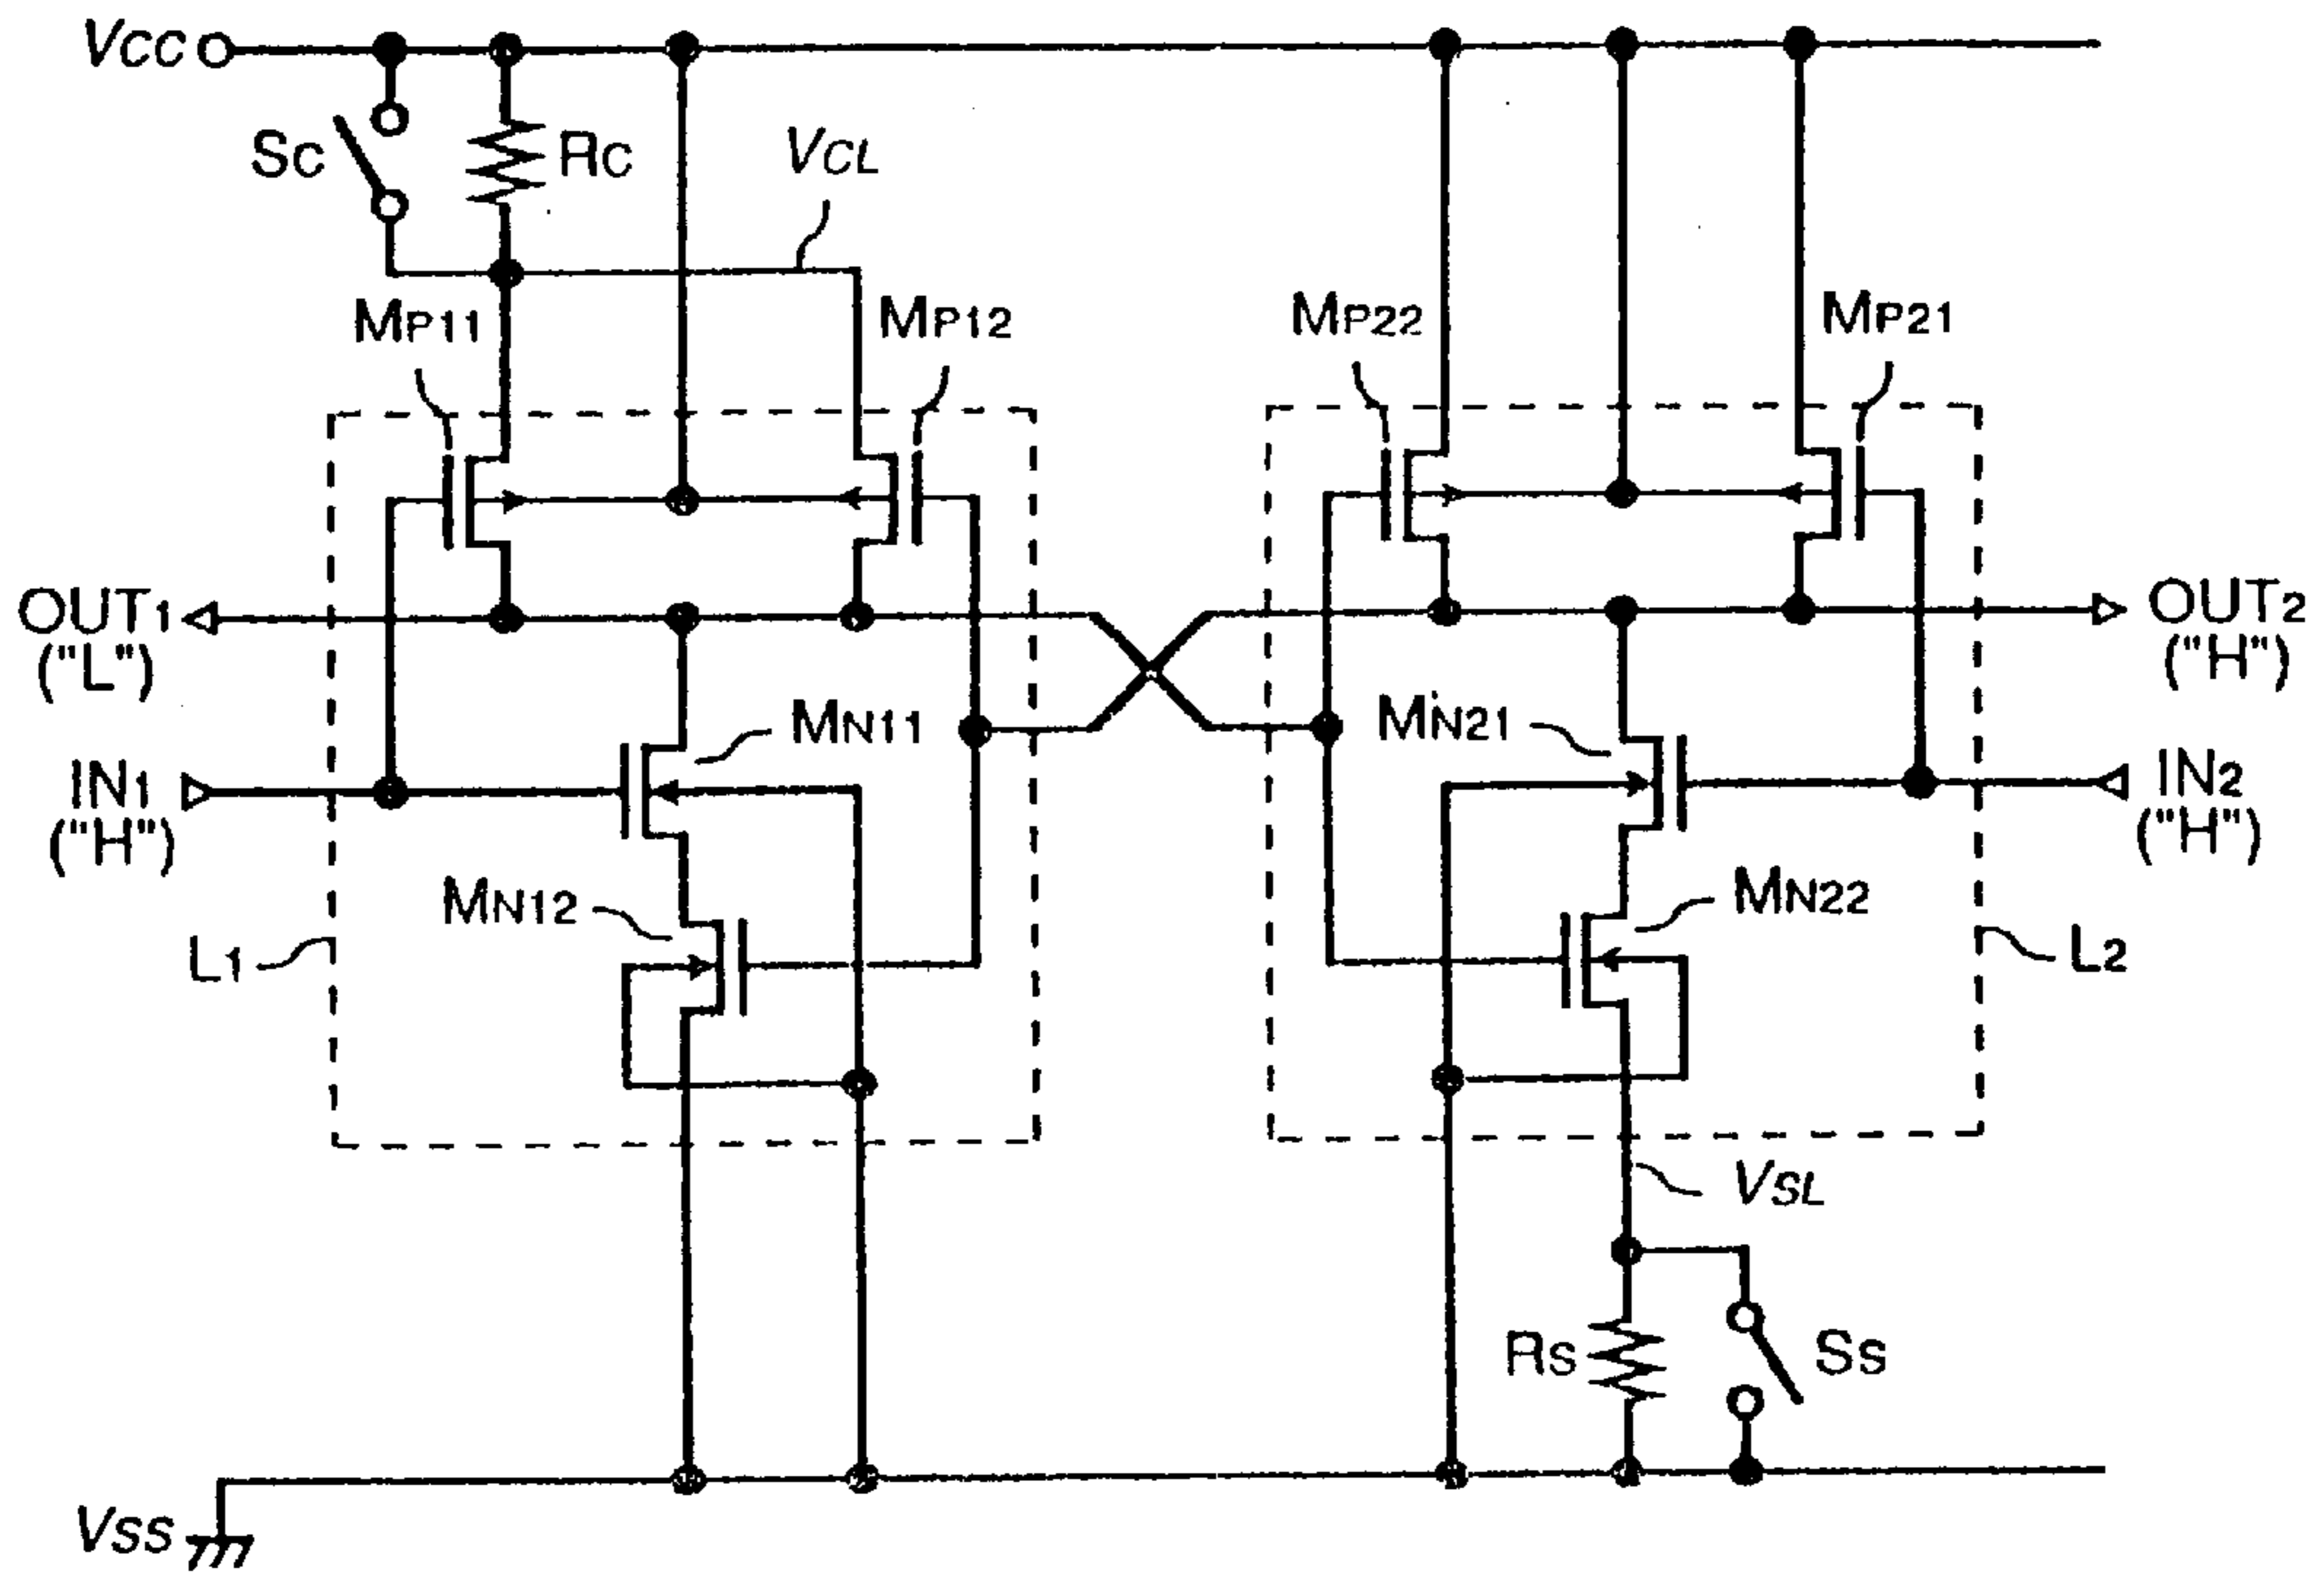 VCC
SC
RC
VCL
MP11
MP12
MP22
MP21
OUT1
("L")
OUT2
("H")
MN11
MN21
IN1
("H")
IN2
("H")
MN12
MN22
L1
L2
VSL
RS
SS
VSS